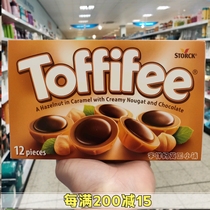 STORCK
Toffifee
A Hazelnut in Caramel with Creamy Nougat and Chocolate
12 pieces
每满200减15